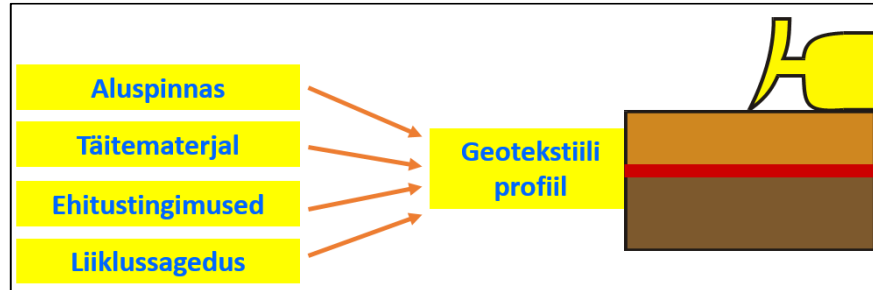 Aluspinnas
Täitematerjal
Ehitustingimused
Liiklussagedus
Geotekstiili
profiil